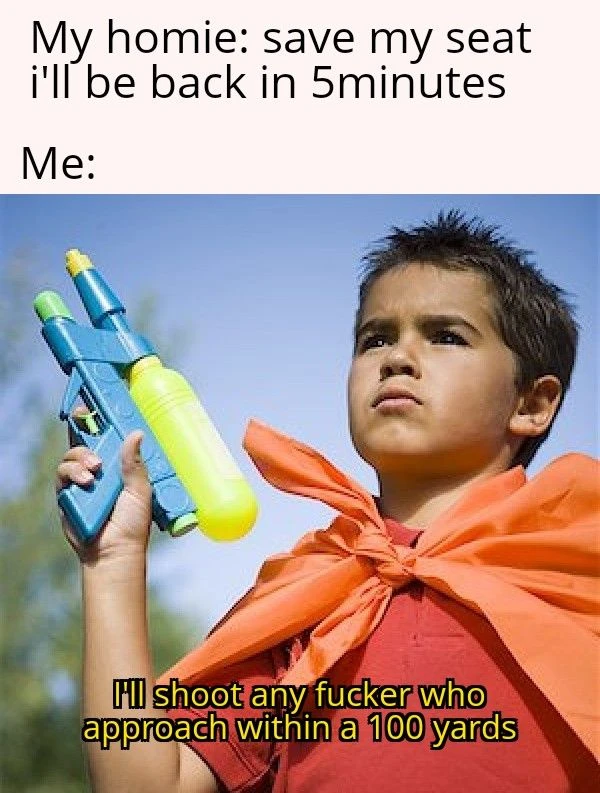 My homie: save my seat
i'll be back in 5minutes
Me:
I'll shoot any fucker who
approach within a 100 yards